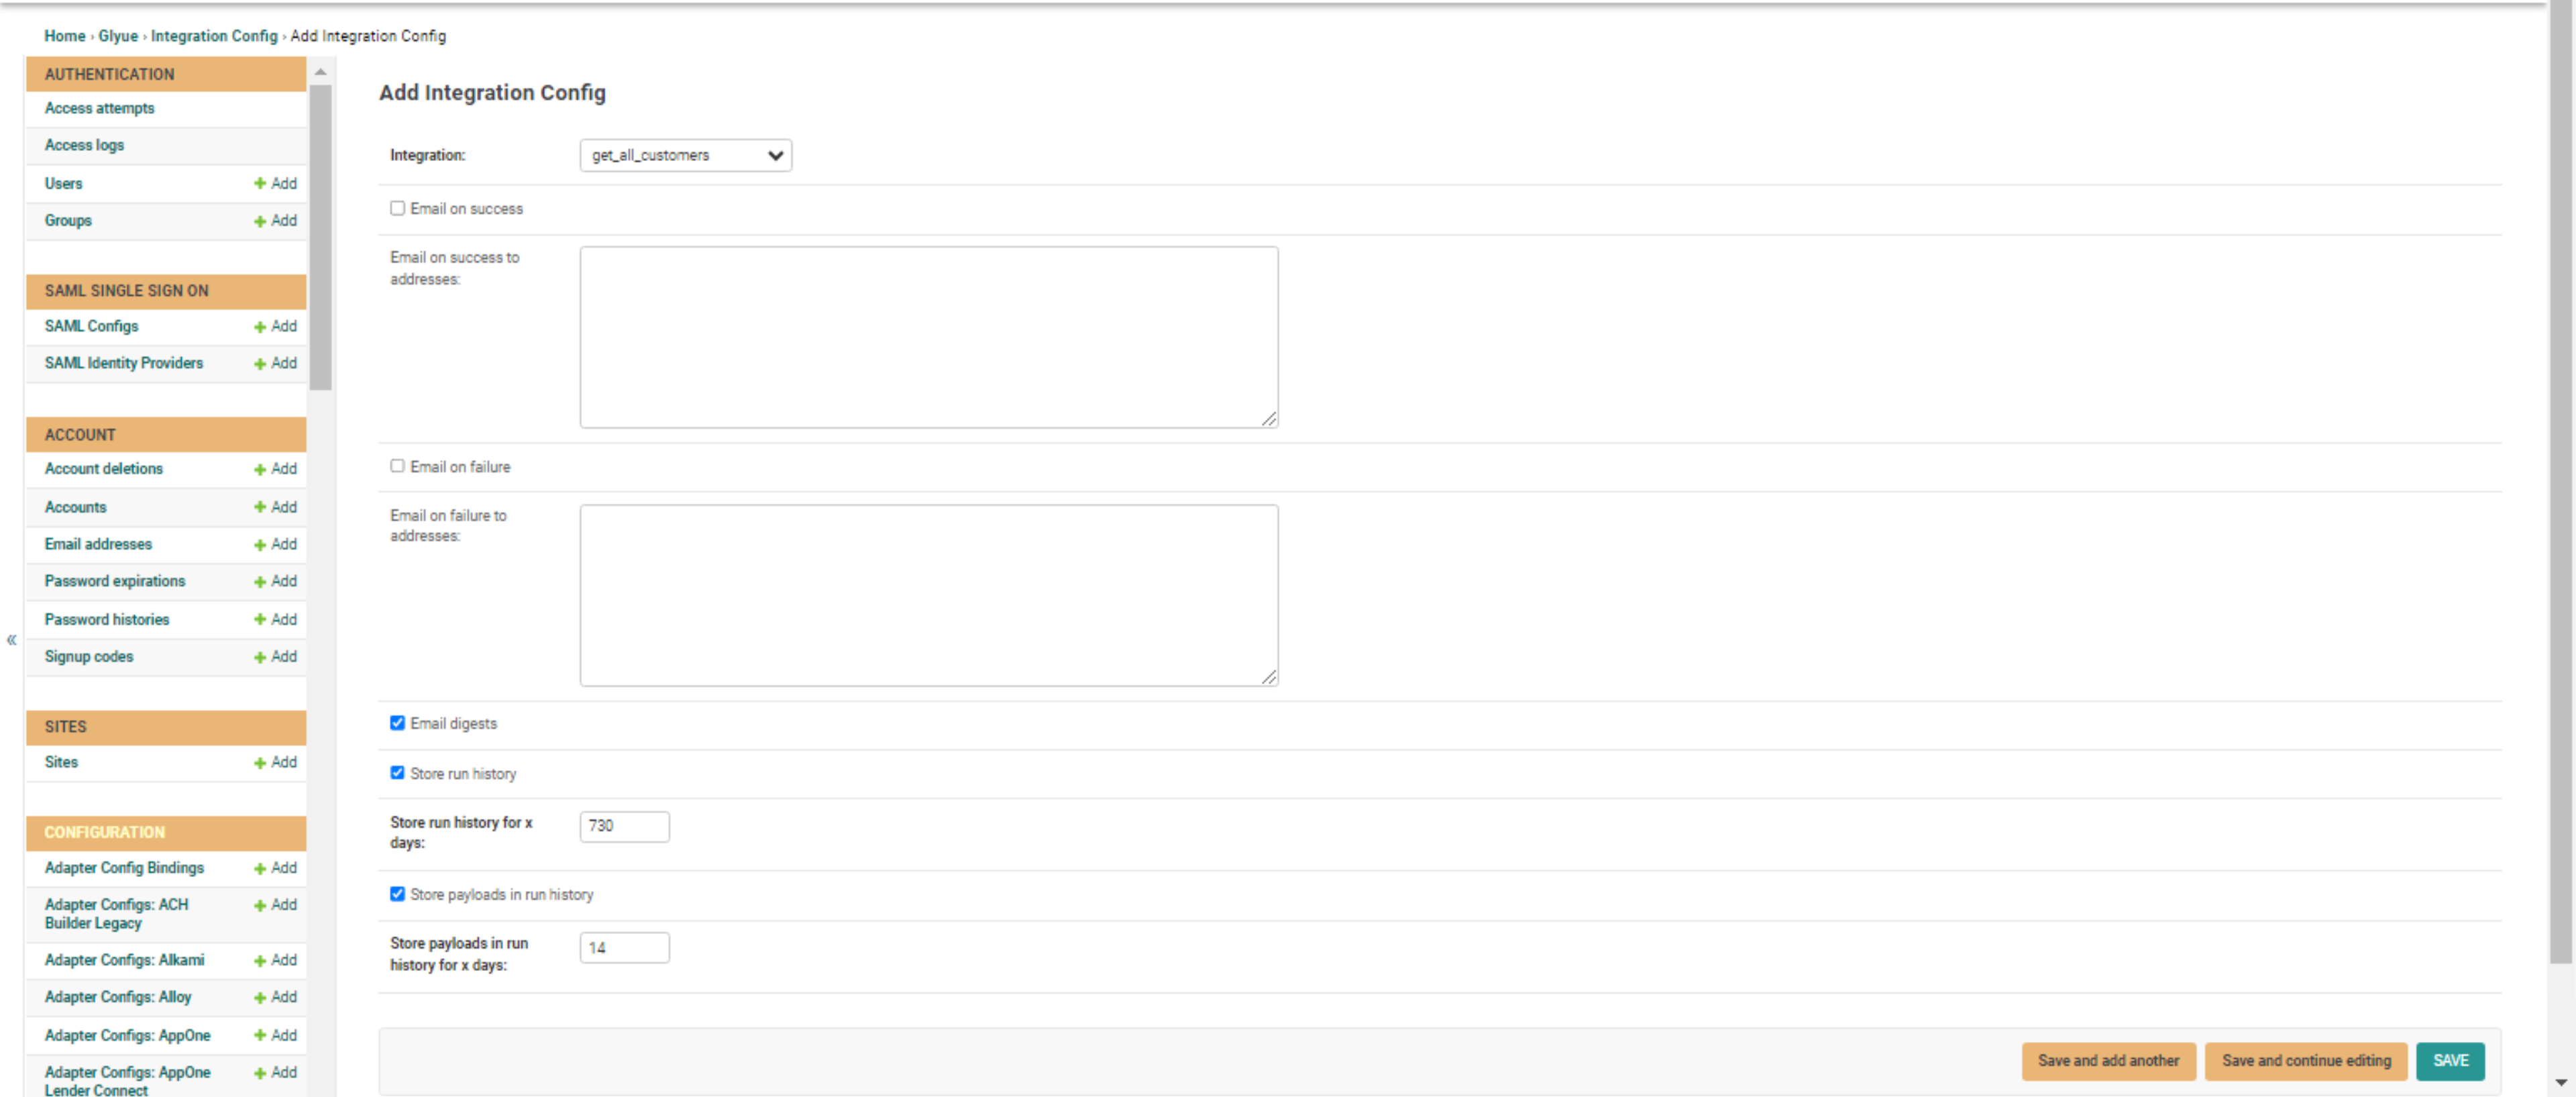 Home › Glyue › Integration Config › Add Integration Config
AUTHENTICATION
Access attempts
Access logs
Users + Add
Groups + Add
SAML SINGLE SIGN ON
SAML Configs + Add
SAML Identity Providers + Add
ACCOUNT
Account deletions + Add
Accounts + Add
Email addresses + Add
Password expirations + Add
Password histories + Add
Signup codes + Add
SITES
Sites + Add
CONFIGURATION
Adapter Config Bindings + Add
Adapter Configs: ACH + Add
Builder Legacy
Adapter Configs: Alkami + Add
Adapter Configs: Alloy + Add
Adapter Configs: AppOne + Add
Adapter Configs: AppOne + Add
Lender Connect
«
Add Integration Config
Integration: get_all_customers
Email on success
Email on success to
addresses:
Email on failure
Email on failure to
addresses:
Email digests
Store run history
Store run history for x
days: 730
Store payloads in run history
Store payloads in run
history for x days: 14
Save and add another Save and continue editing SAVE